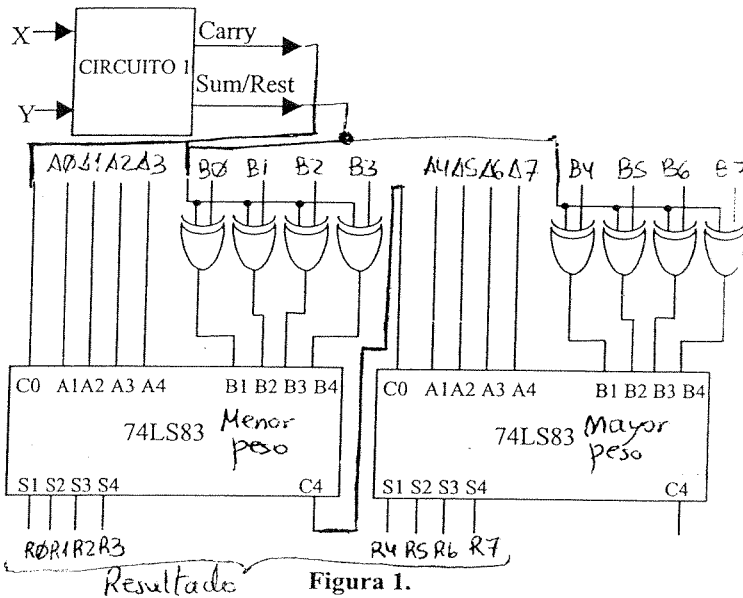 Carry
X
CIRCUITO 1
Sum/Rest
Y
A0 A1 A2 A3 B0 B1 B2 B3 A4 A5 A6 A7 B4 B5 B6 B7
C0 A1 A2 A3 A4 B1 B2 B3 B4 C0 A1 A2 A3 A4 B1 B2 B3 B4
74LS83 Menor peso 74LS83 Mayor peso
S1 S2 S3 S4 C4 S1 S2 S3 S4 C4
R0 R1 R2 R3 R4 R5 R6 R7
Resultado Figura 1.